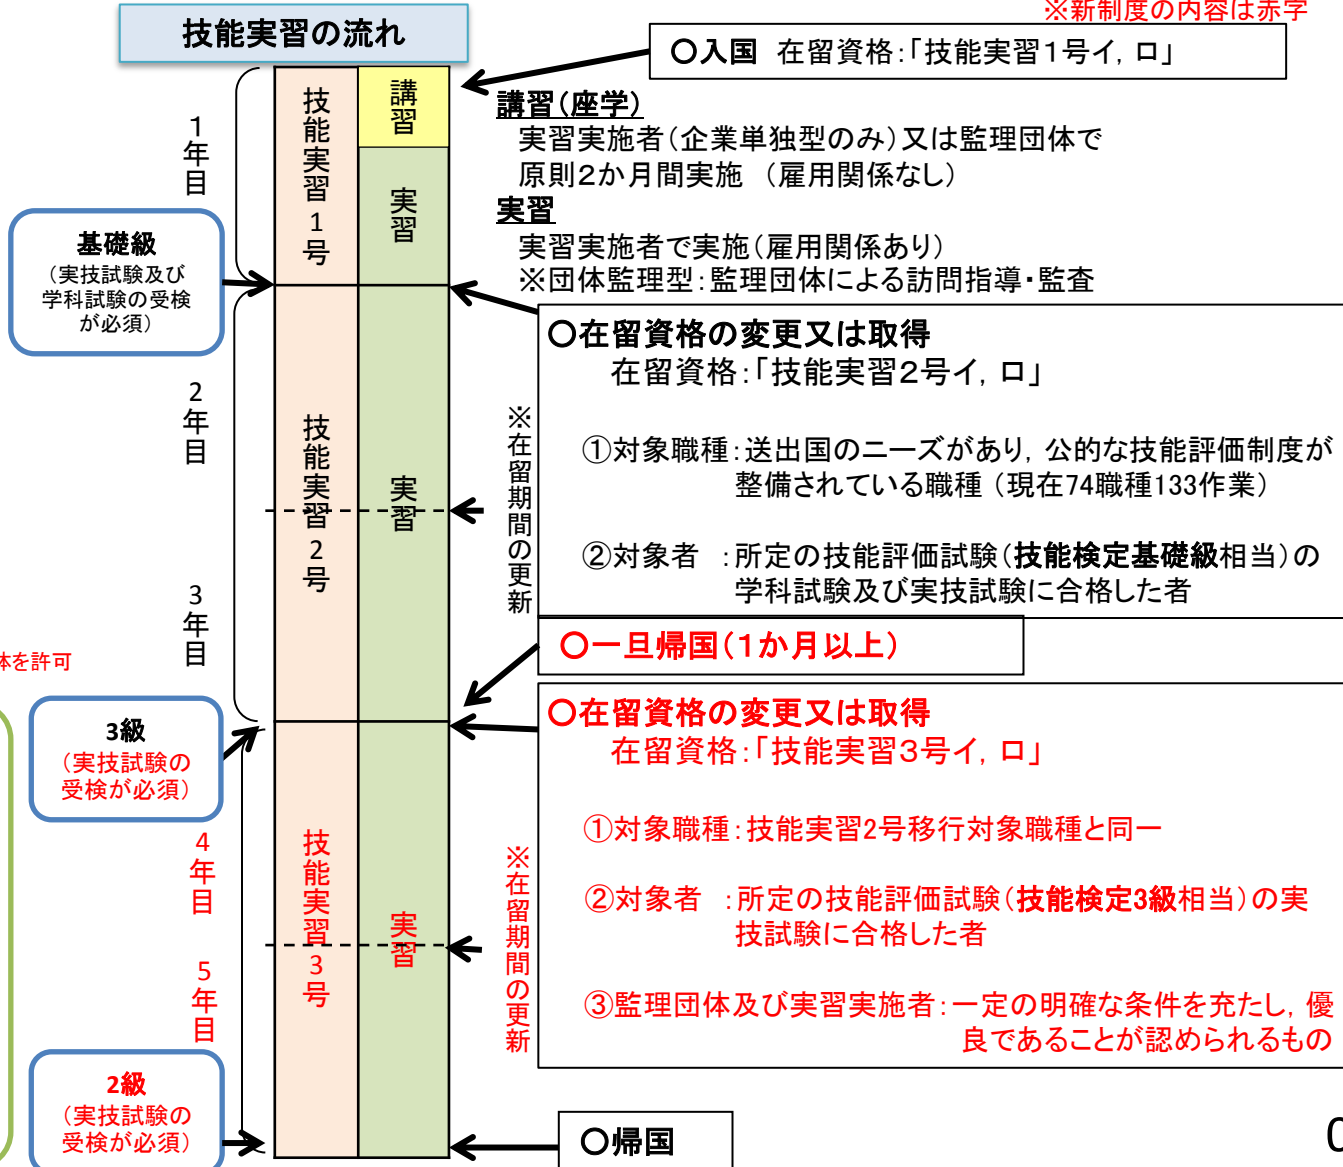 ※新制度の内容は赤字
技能実習の流れ
○入国 在留資格:「技能実習1号イ, ロ」
講習(座学)
実習実施者(企業単独型のみ)又は監理団体で
原則2か月間実施 (雇用関係なし)
実習
実習実施者で実施(雇用関係あり)
※団体監理型:監理団体による訪問指導・監査
1年目
技能実習1号
講習
実習
基礎級
(実技試験及び
学科試験の受検
が必須)
○在留資格の変更又は取得
在留資格:「技能実習2号イ, ロ」
①対象職種:送出国のニーズがあり, 公的な技能評価制度が
整備されている職種 (現在74職種133作業)
②対象者 :所定の技能評価試験(技能検定基礎級相当)の
学科試験及び実技試験に合格した者
2年目
3年目
技能実習2号
実習
※在留期間の更新
○一旦帰国(1か月以上)
体を許可
3級
(実技試験の
受検が必須)
○在留資格の変更又は取得
在留資格:「技能実習3号イ, ロ」
①対象職種:技能実習2号移行対象職種と同一
②対象者 :所定の技能評価試験(技能検定3級相当)の実
技試験に合格した者
③監理団体及び実習実施者:一定の明確な条件を充たし, 優
良であることが認められるもの
4年目
5年目
技能実習3号
実習
※在留期間の更新
2級
(実技試験の
受検が必須)
○帰国